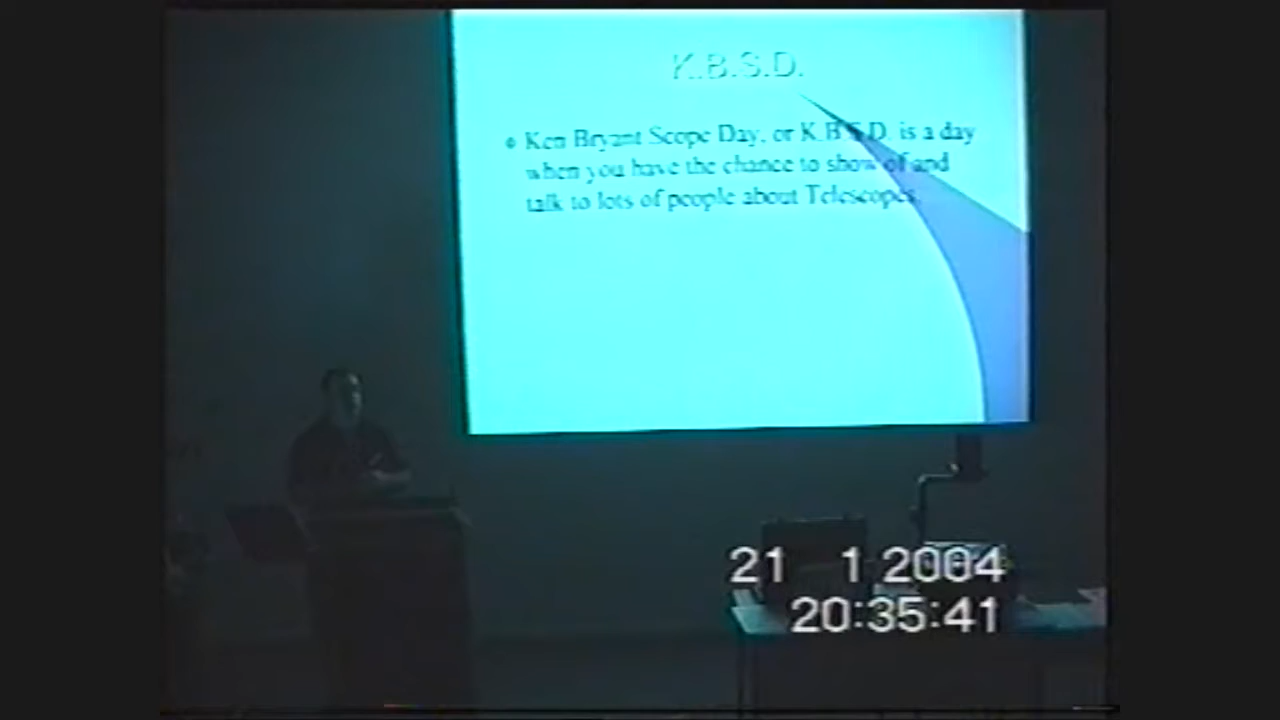 K.B.S.D.
Ken Bryant Scope Day, or K.B.S.D. is a day
when you have the chance to show of and
talk to lots of people about Telescopes.
21 1 2004
20:35:41